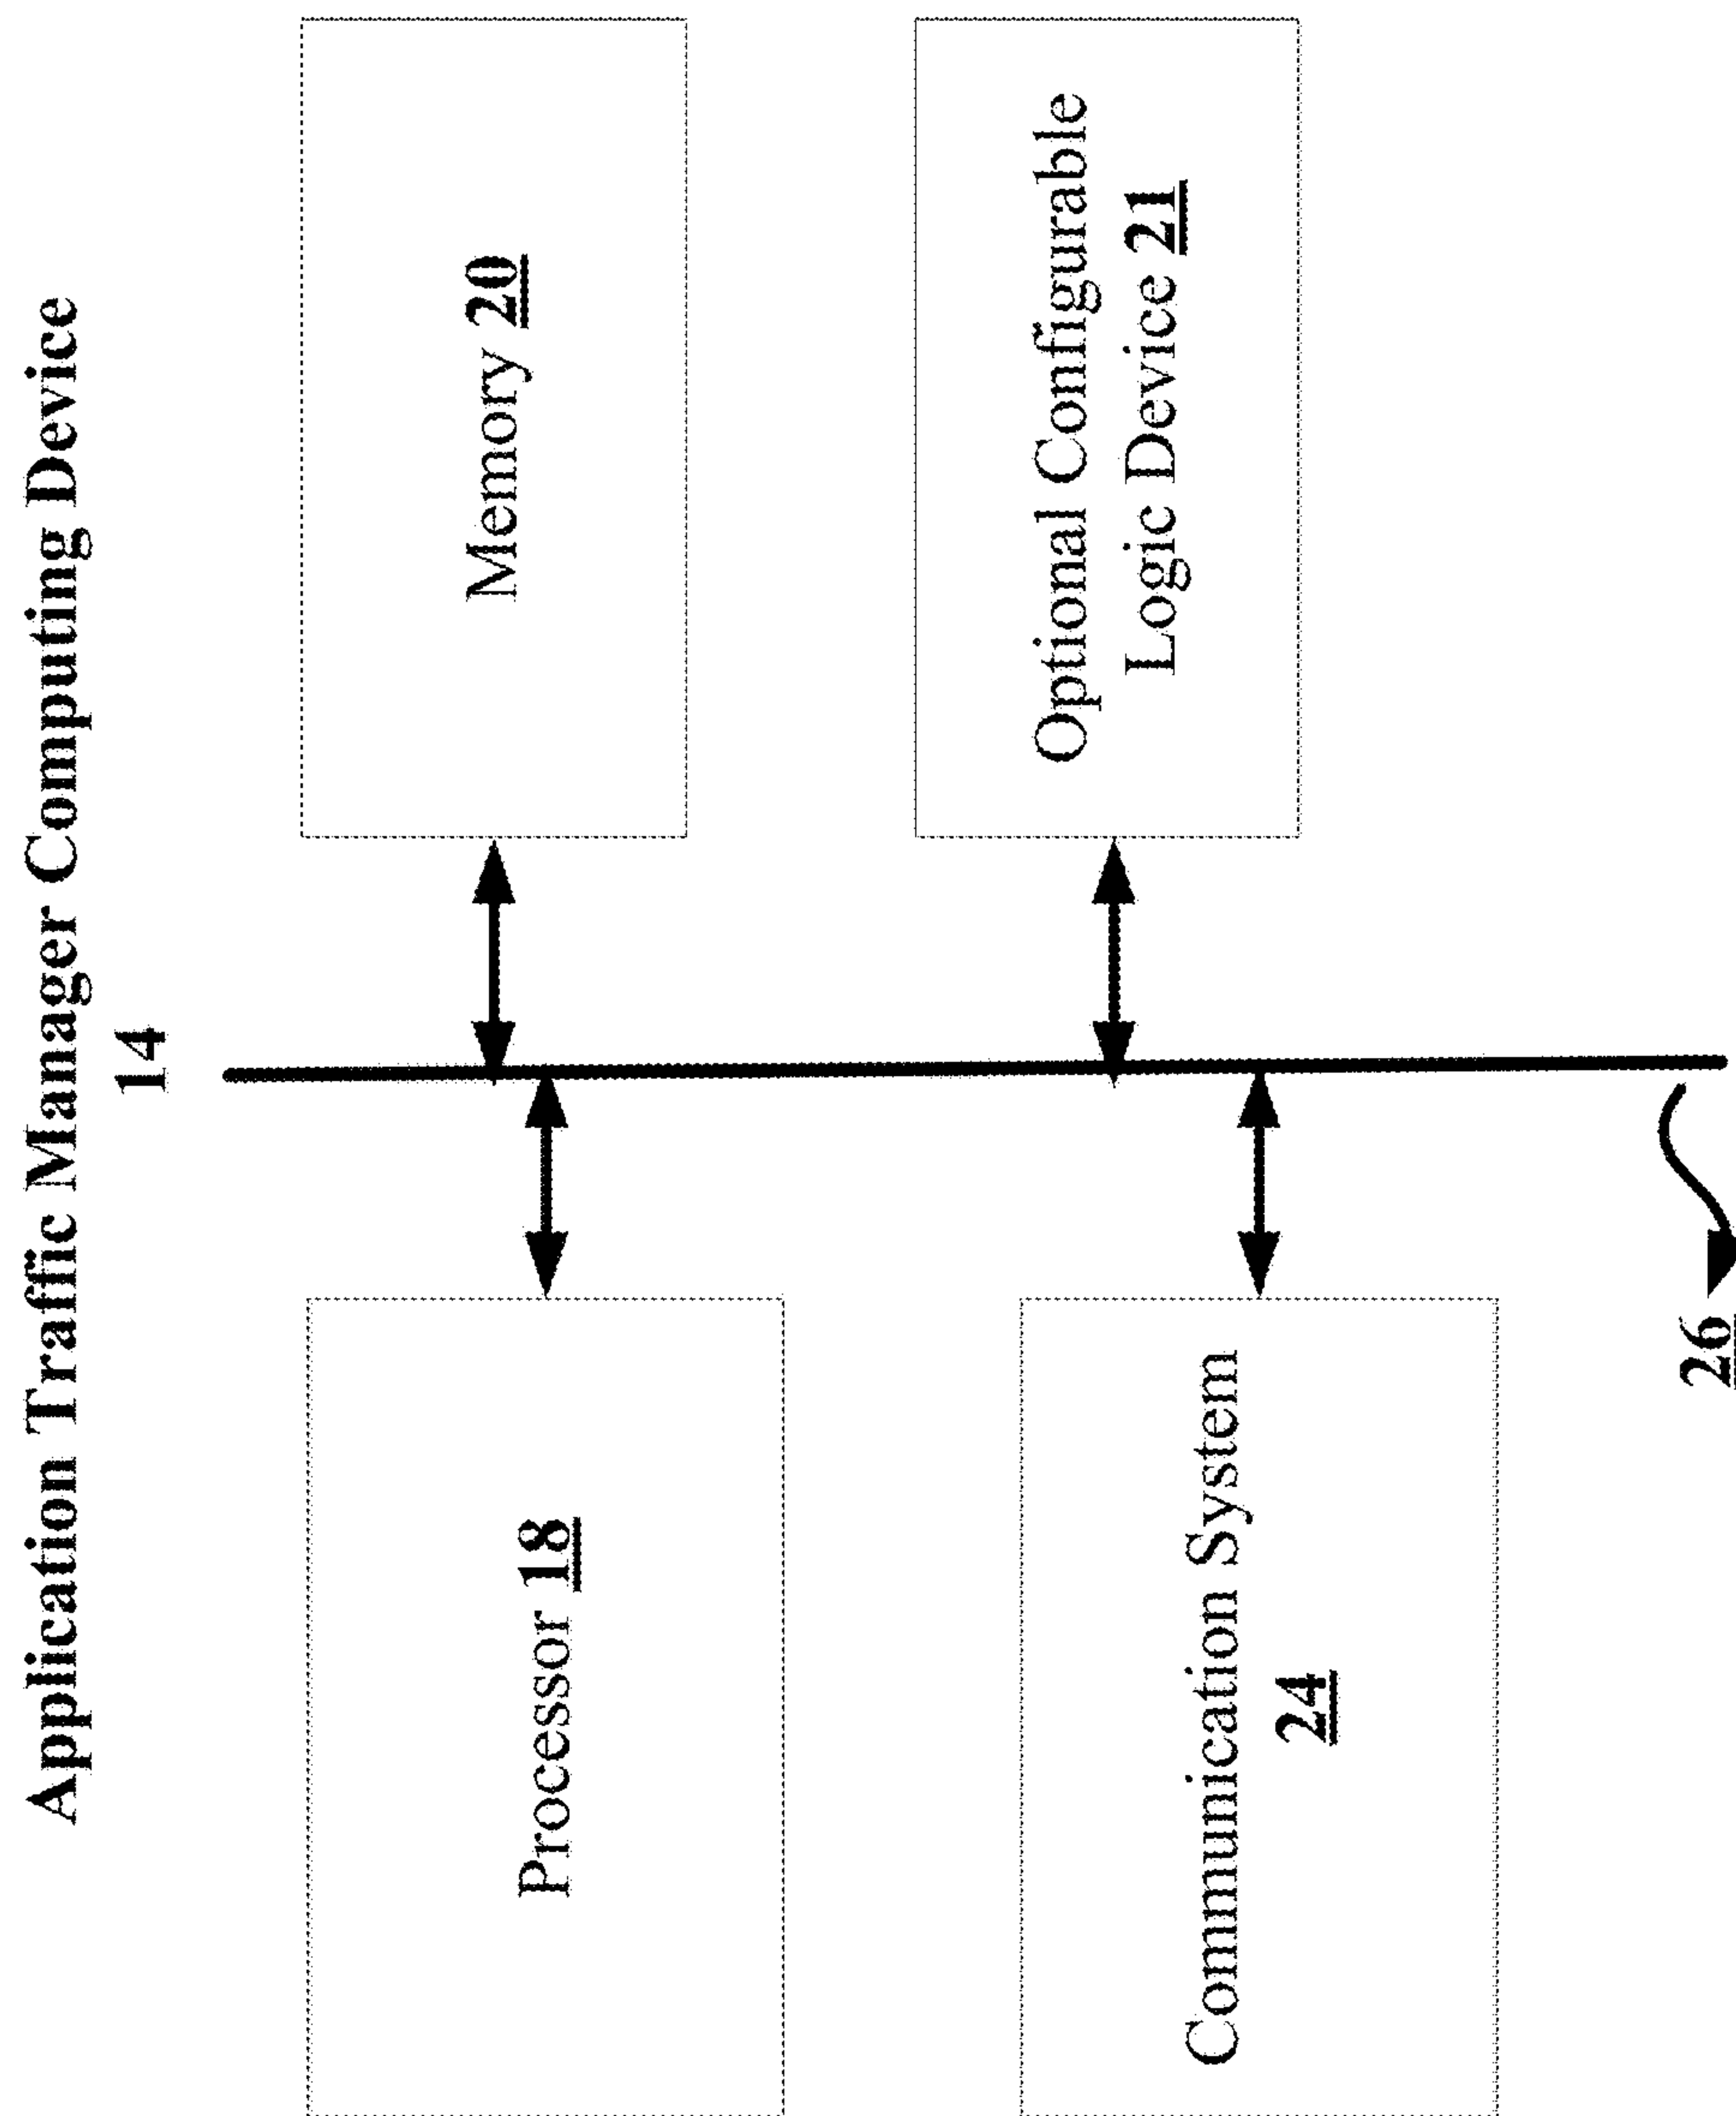 Application Traffic Manager Computing Device
14
Processor 18
Memory 20
Communication System
24
Optional Configurable
Logic Device 21
26